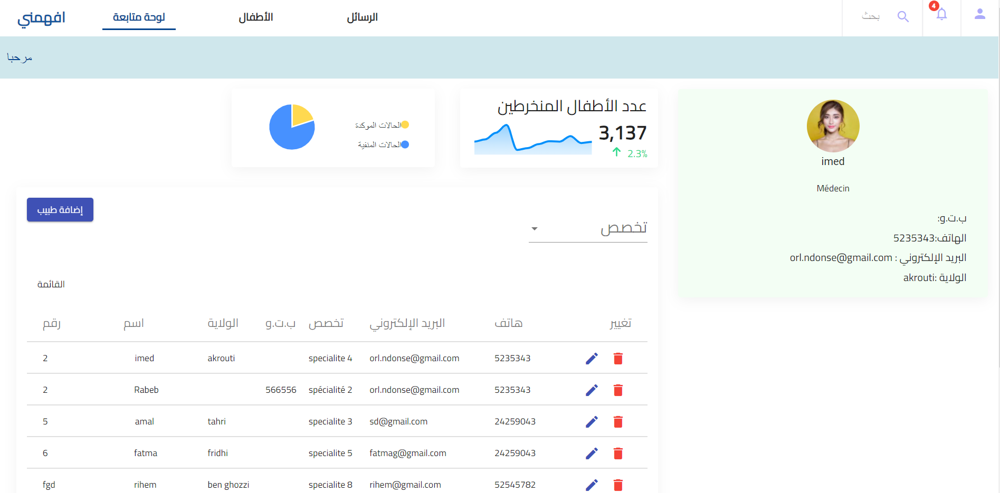 افهمني
لوحة متابعة
الأطفال
الرسائل
بحث
4
مرحبا
الحالات الموكدة
الحالات المنفية
عدد الأطفال المنخرطين
3,137
2.3%
imed
Médecin
ب.ت.و:
الهاتف:5235343
البريد الإلكتروني : orl.ndonse@gmail.com
الولاية :akrouti
إضافة طبيب
تخصص
القائمة
رقم اسم الولاية ب.ت.و تخصص البريد الإلكتروني هاتف تغيير
2 imed akrouti specialite 4 orl.ndonse@gmail.com 5235343
2 Rabeb 566556 spécialité 2 orl.ndonse@gmail.com 5235343
5 amal tahri specialite 3 sd@gmail.com 24259043
6 fatma fridhi specialite 5 fatmag@gmail.com 24259043
fgd rihem ben ghozzi specialite 8 rihem@gmail.com 52545782